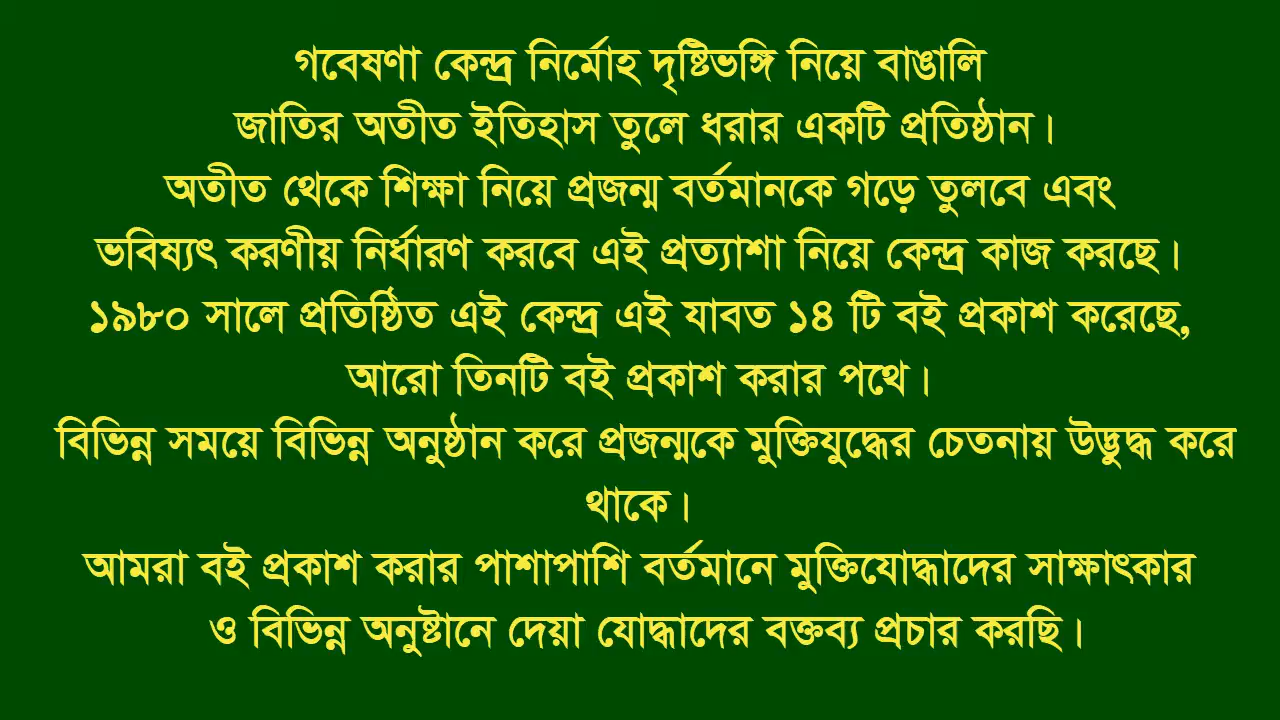 গবেষণা কেন্দ্র নির্মোহ দৃষ্টিভঙ্গি নিয়ে বাঙালি
জাতির অতীত ইতিহাস তুলে ধরার একটি প্রতিষ্ঠান।
অতীত থেকে শিক্ষা নিয়ে প্রজন্ম বর্তমানকে গড়ে তুলবে এবং
ভবিষ্যৎ করণীয় নির্ধারণ করবে এই প্রত্যাশা নিয়ে কেন্দ্র কাজ করছে।
১৯৮০ সালে প্রতিষ্ঠিত এই কেন্দ্র এই যাবত ১৪ টি বই প্রকাশ করেছে,
আরো তিনটি বই প্রকাশ করার পথে।
বিভিন্ন সময়ে বিভিন্ন অনুষ্ঠান করে প্রজন্মকে মুক্তিযুদ্ধের চেতনায় উদ্ভুদ্ধ করে
থাকে।
আমরা বই প্রকাশ করার পাশাপাশি বর্তমানে মুক্তিযোদ্ধাদের সাক্ষাৎকার
ও বিভিন্ন অনুষ্টানে দেয়া যোদ্ধাদের বক্তব্য প্রচার করছি।